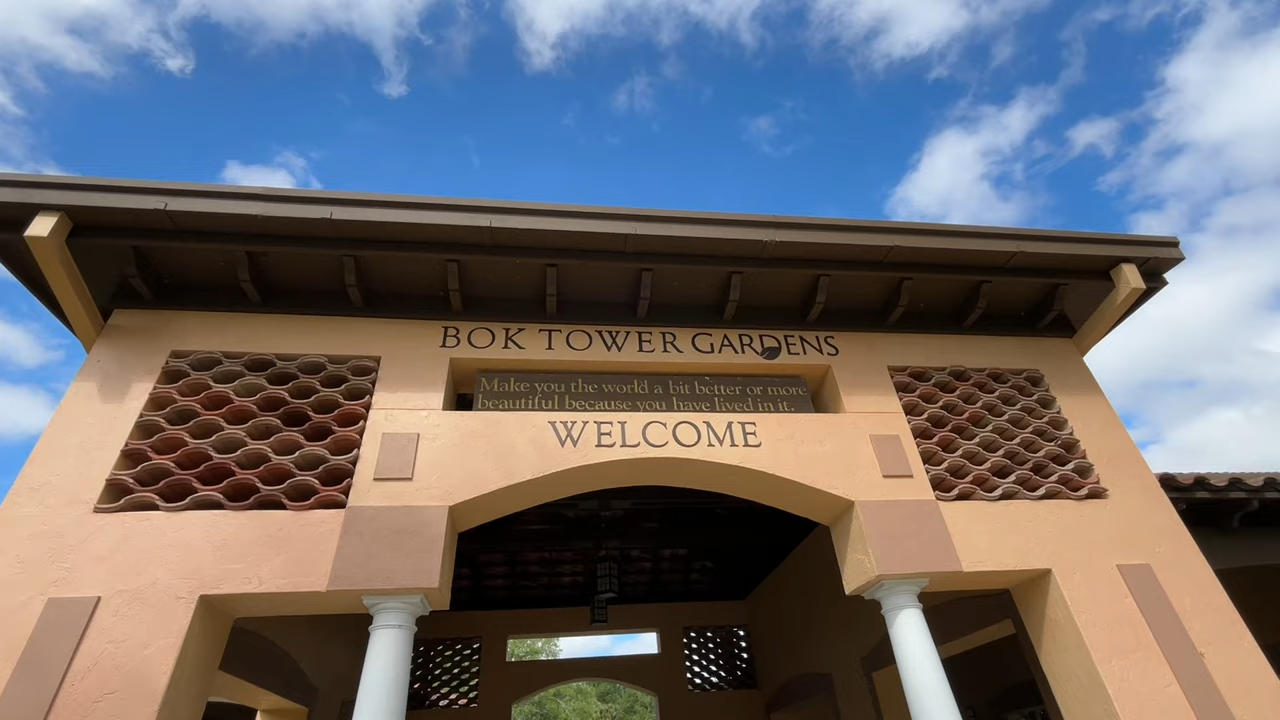 BOK TOWER GARDENS
Make you the world a bit better or more
beautiful because you have lived in it.
WELCOME